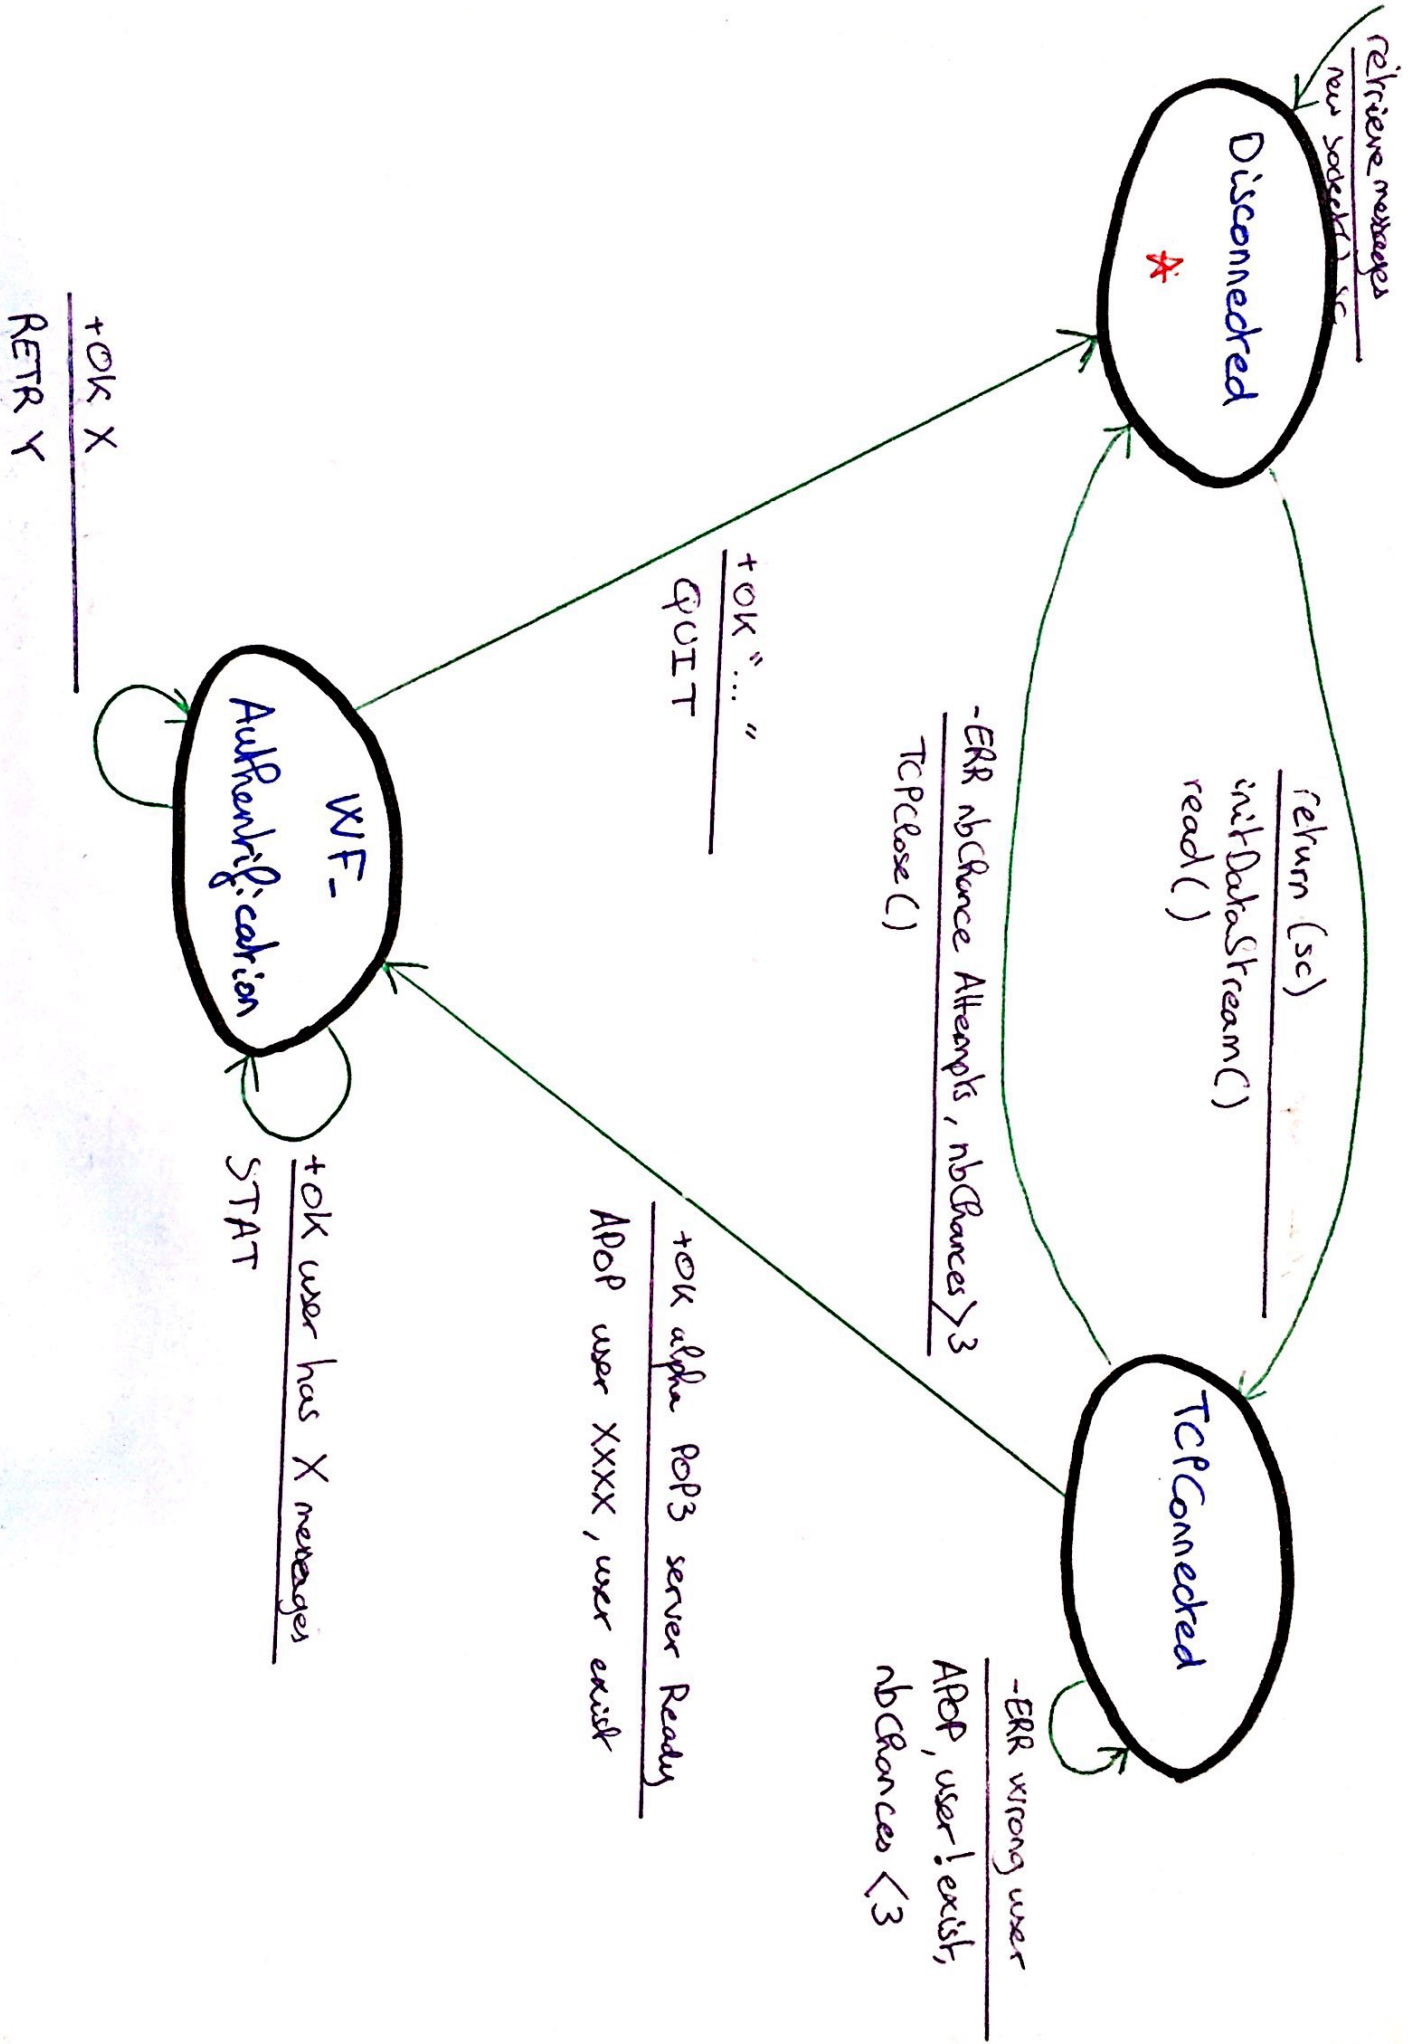 retrieve messages
new socket() sc
Disconnected
return (sc)
initDataStream()
read()
TCPConnected
-ERR wrong user
APOP, user!exist,
nbChances <3
-ERR nbChance Attempts, nbChances>3
TCPClose()
+OK "... "
QUIT
+OK alpha POP3 server Ready
APOP user XXXX, user exist
WF_
Authentification
+OK user has X messages
STAT
+OK X
RETR Y